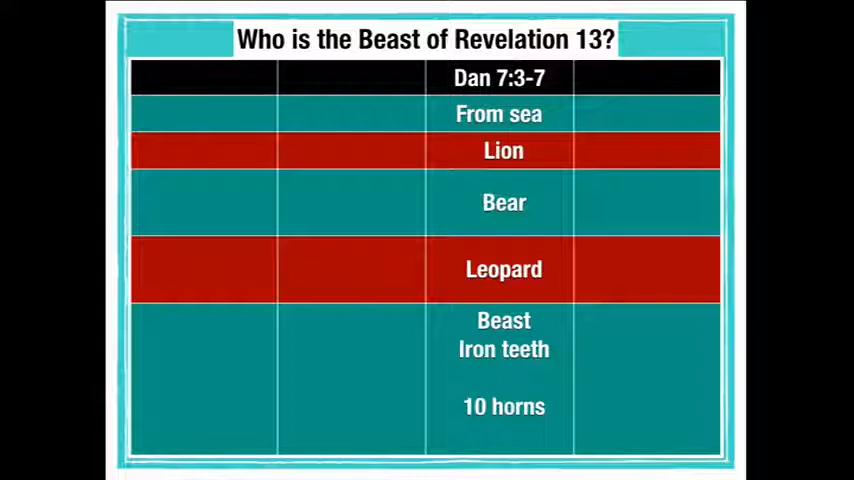 Who is the Beast of Revelation 13?
Dan 7:3-7
From sea
Lion
Bear
Leopard
Beast
Iron teeth
10 horns